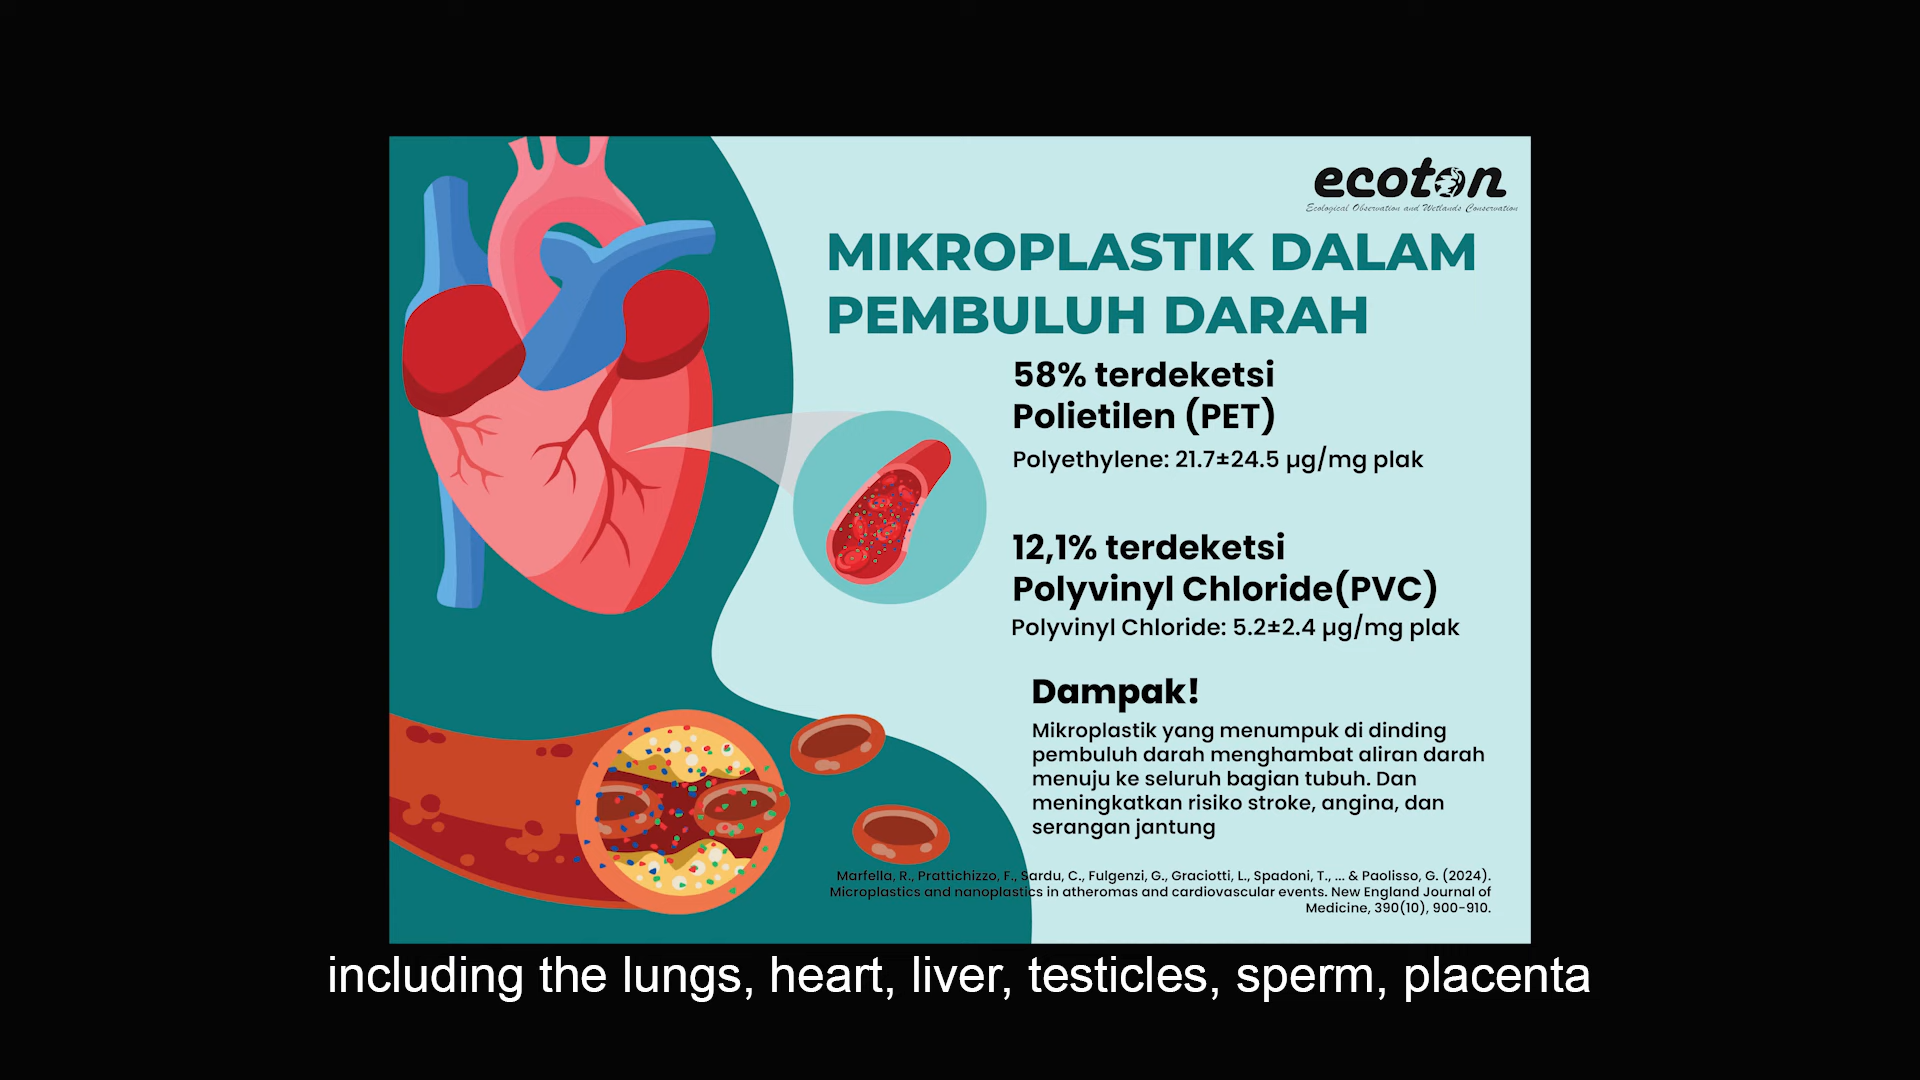 ecoton
Ecological Observation and Wetlands Conservation
MIKROPLASTIK DALAM
PEMBULUH DARAH
58% terdeketsi
Polietilen (PET)
Polyethylene: 21.7±24.5 µg/mg plak
12,1% terdeketsi
Polyvinyl Chloride(PVC)
Polyvinyl Chloride: 5.2±2.4 µg/mg plak
Dampak!
Mikroplastik yang menumpuk di dinding
pembuluh darah menghambat aliran darah
menuju ke seluruh bagian tubuh. Dan
meningkatkan risiko stroke, angina, dan
serangan jantung
Marfella, R., Prattichizzo, F., Sardu, C., Fulgenzi, G., Graciotti, L., Spadoni, T., ... & Paolisso, G. (2024).
Microplastics and nanoplastics in atheromas and cardiovascular events. New England Journal of
Medicine, 390(10), 900-910.
including the lungs, heart, liver, testicles, sperm, placenta